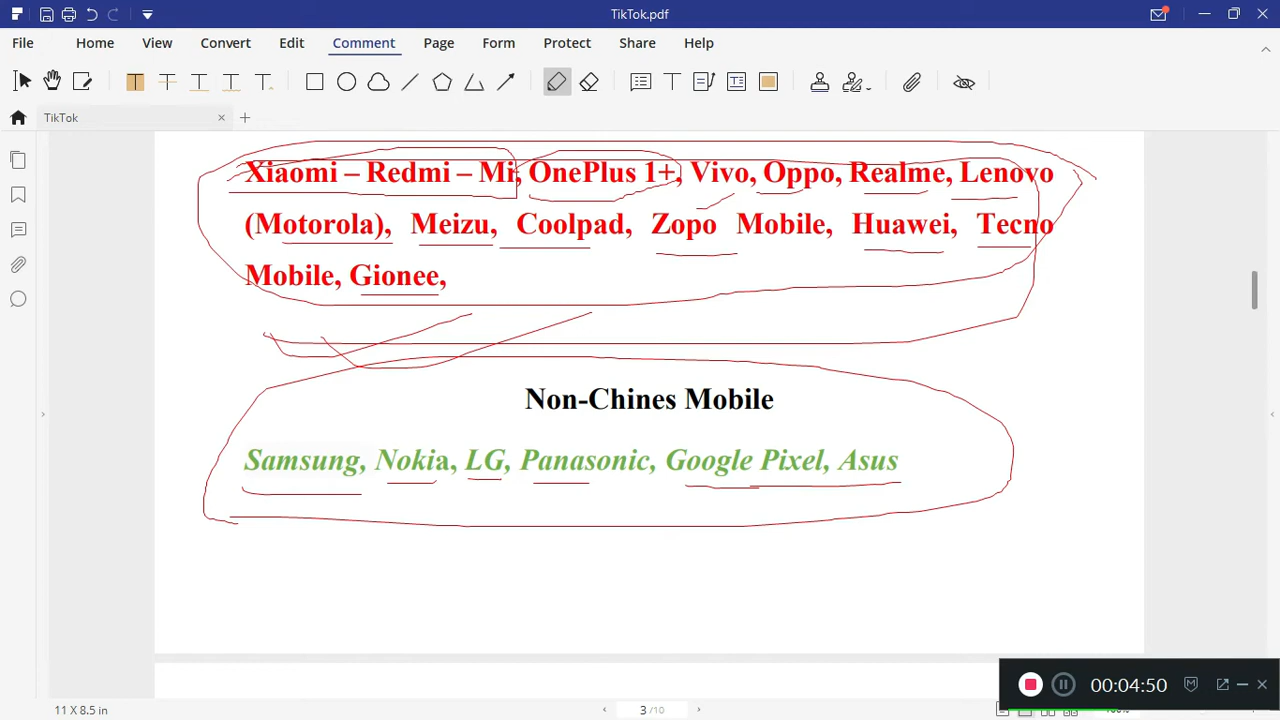 TikTok.pdf
File Home View Convert Edit Comment Page Form Protect Share Help
TikTok
Xiaomi – Redmi – Mi, OnePlus 1+, Vivo, Oppo, Realme, Lenovo
(Motorola), Meizu, Coolpad, Zopo Mobile, Huawei, Tecno
Mobile, Gionee,
Non-Chines Mobile
Samsung, Nokia, LG, Panasonic, Google Pixel, Asus
00:04:50
11 X 8.5 in
3 /10